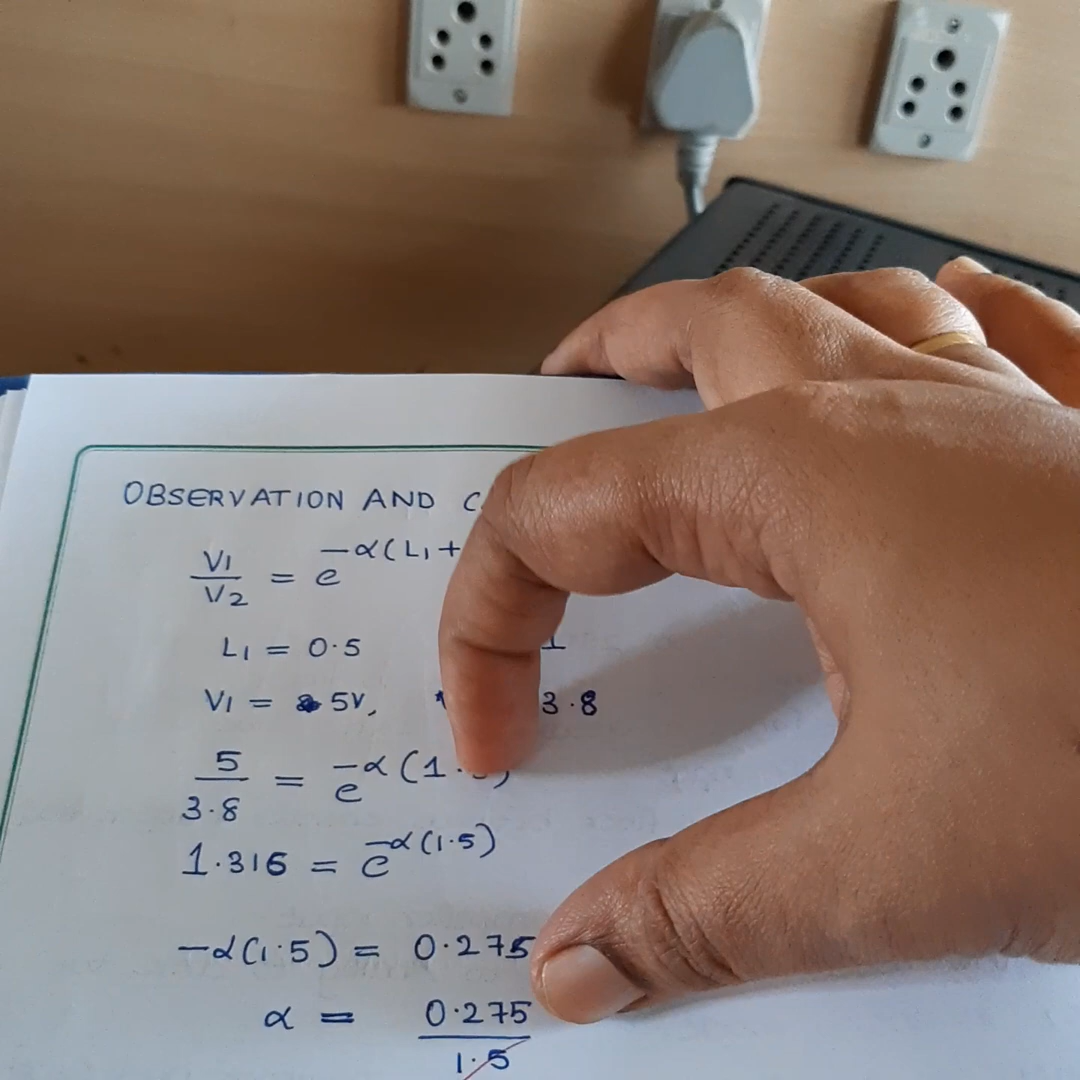 OBSERVATION AND
V1/V2 = e^-α(L1 +
L1 = 0.5 1
V1 = 5V, 3.8
5/3.8 = e^-α(1.
1.316 = e^-α(1.5)
-α(1.5) = 0.275
α = 0.275/1.5